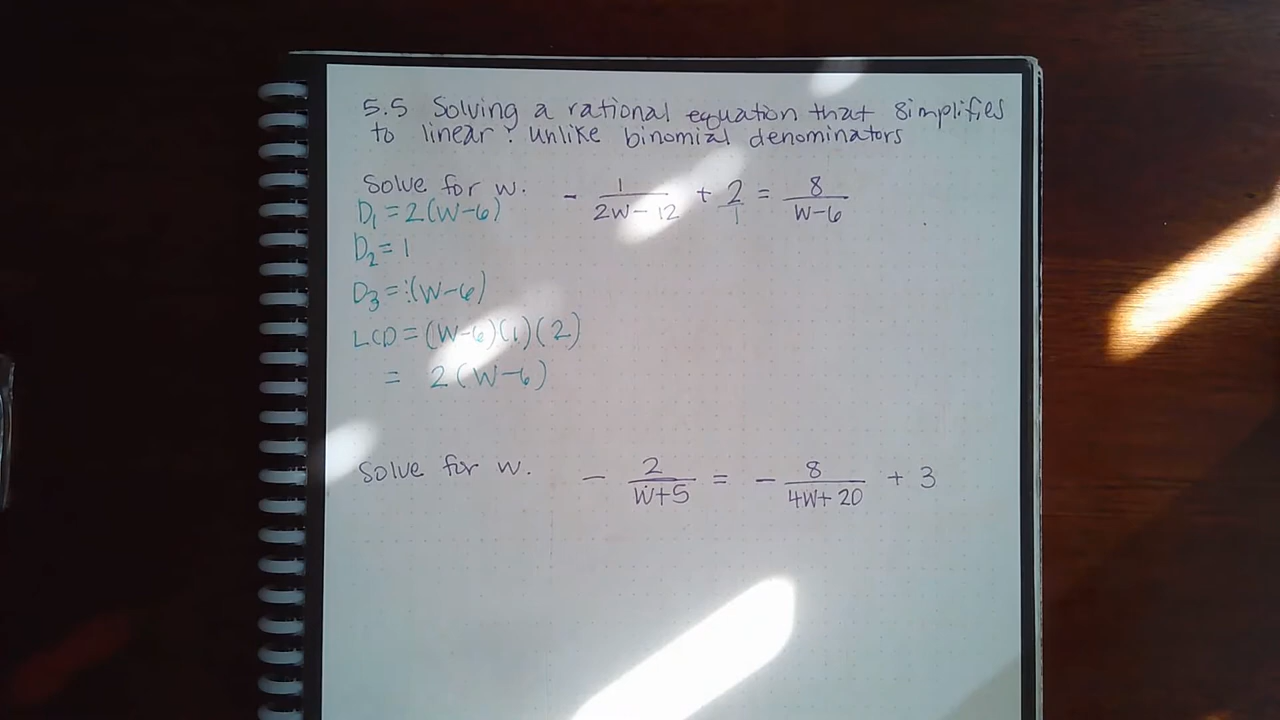 5.5 Solving a rational equation that simplifies
to linear: unlike binomial denominators
Solve for w. - 1/(2w-12) + 2/1 = 8/(w-6)
D₁ = 2(w-6)
D₂ = 1
D₃ = :(w-6)
LCD = (w-6)(1)(2)
= 2(w-6)
Solve for w. - 2/(w+5) = - 8/(4w+20) + 3